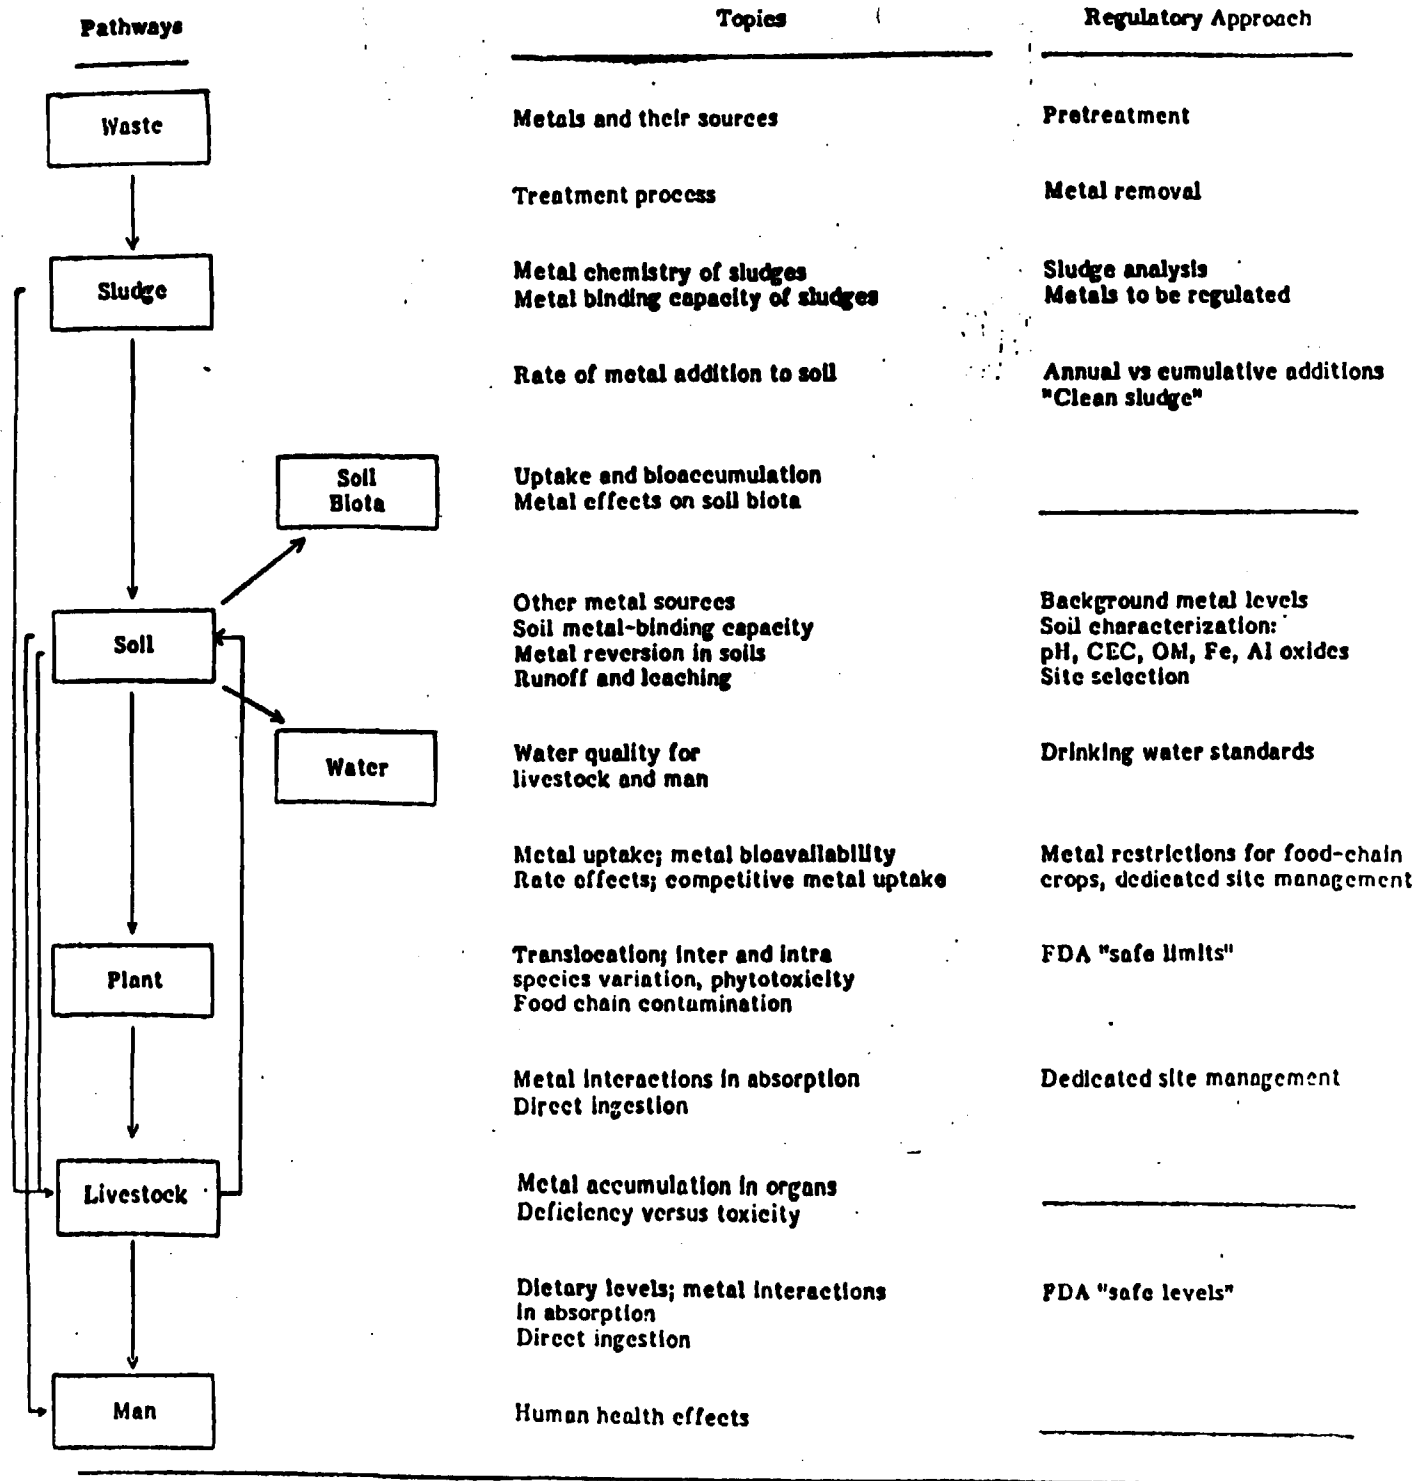 Pathways Topics Regulatory Approach
Waste Metals and their sources Pretreatment
Treatment process Metal removal
Metal chemistry of sludges Sludge analysis
Sludge Metal binding capacity of sludges Metals to be regulated
Rate of metal addition to soil Annual vs cumulative additions
"Clean sludge"
Soil Uptake and bioaccumulation
Biota Metal effects on soil biota
Other metal sources Background metal levels
Soil metal-binding capacity Soil characterization:
Soil Metal reversion in soils pH, CEC, OM, Fe, Al oxides
Runoff and leaching Site selection
Water quality for Drinking water standards
Water livestock and man
Metal uptake; metal bioavailability Metal restrictions for food-chain
Rate effects; competitive metal uptake crops, dedicated site management
Translocation; inter and intra FDA "safe limits"
Plant species variation, phytotoxicity
Food chain contamination
Metal interactions in absorption Dedicated site management
Direct ingestion
Livestock Metal accumulation in organs
Deficiency versus toxicity
Dietary levels; metal interactions FDA "safe levels"
in absorption
Direct ingestion
Man Human health effects